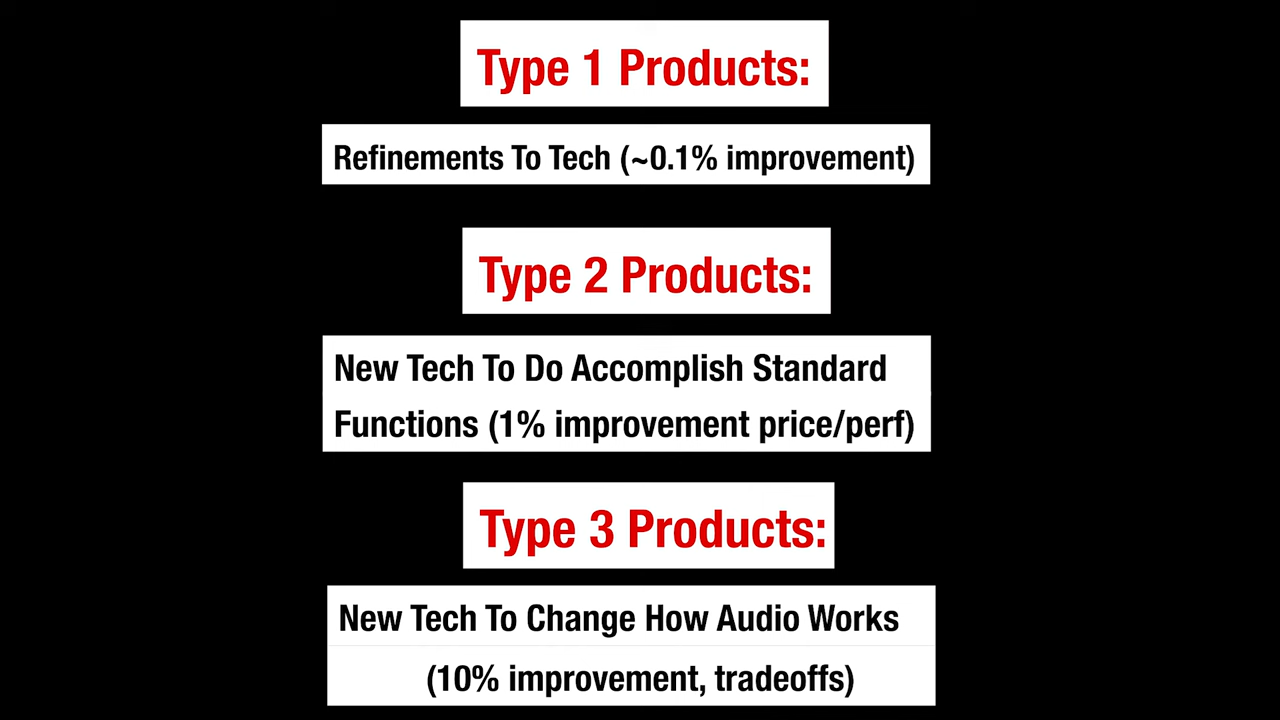 Type 1 Products:
Refinements To Tech (~0.1% improvement)
Type 2 Products:
New Tech To Do Accomplish Standard
Functions (1% improvement price/perf)
Type 3 Products:
New Tech To Change How Audio Works
(10% improvement, tradeoffs)